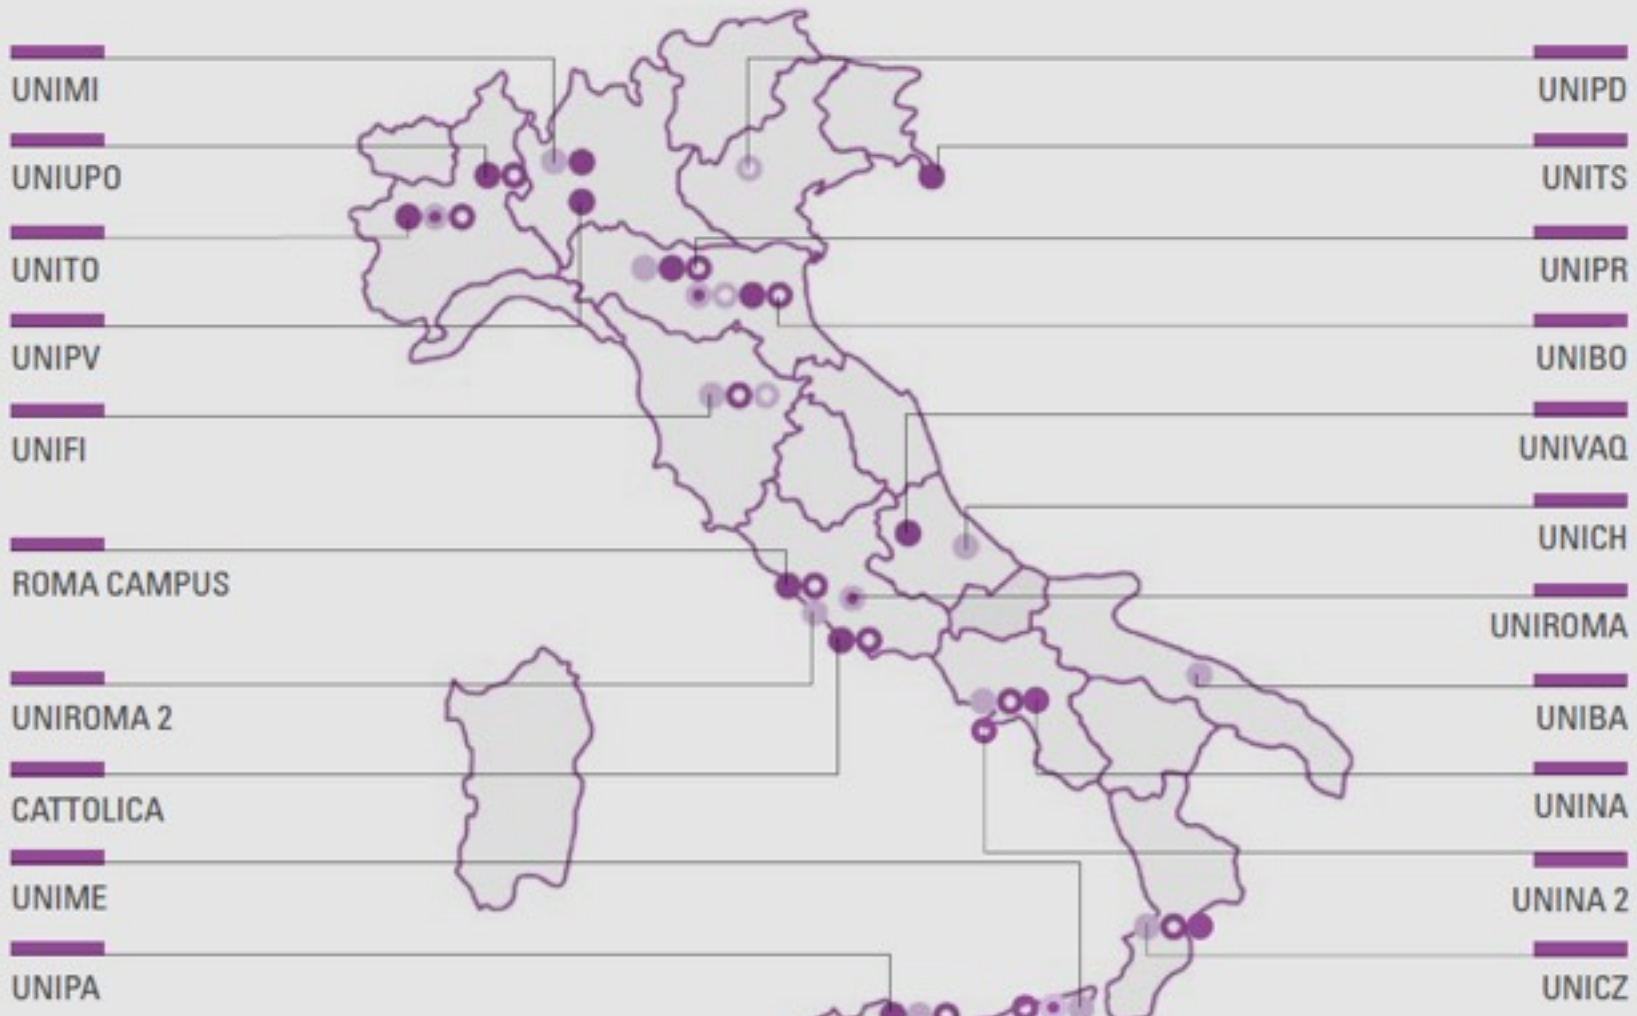 UNIMI
UNIUPO
UNITO
UNIPV
UNIFI
ROMA CAMPUS
UNIROMA 2
CATTOLICA
UNIME
UNIPA
UNIPD
UNITS
UNIPR
UNIBO
UNIVAQ
UNICH
UNIROMA
UNIBA
UNINA
UNINA 2
UNICZ